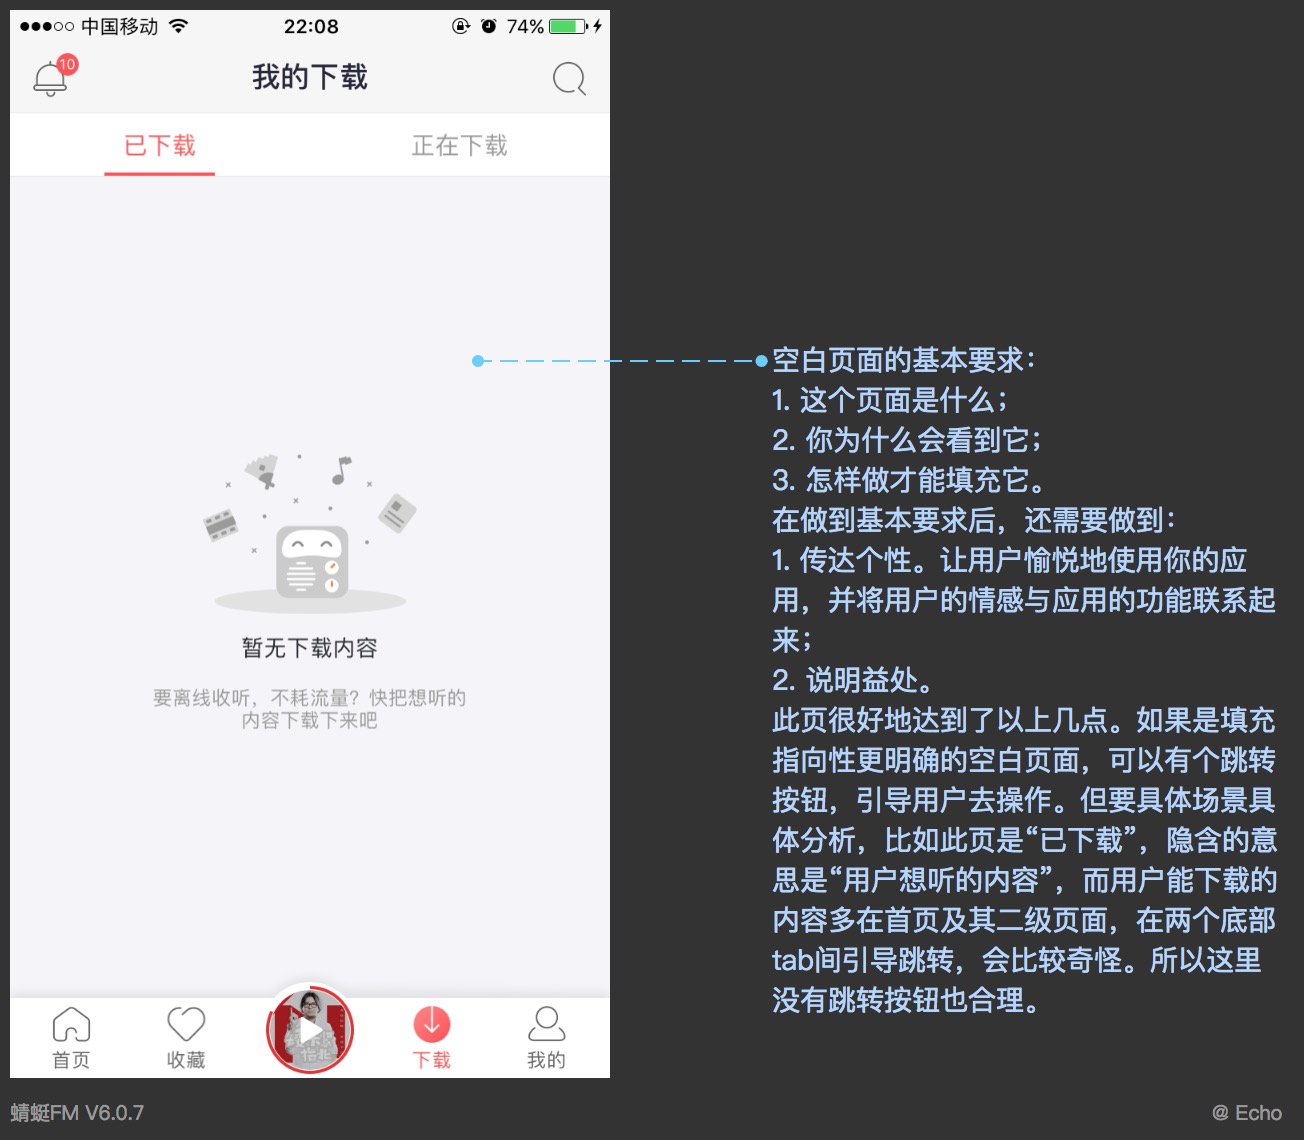 中国移动
22:08
74%
10
我的下载
已下载
正在下载
空白页面的基本要求：
1. 这个页面是什么；
2. 你为什么会看到它；
3. 怎样做才能填充它。
在做到基本要求后，还需要做到：
1. 传达个性。让用户愉悦地使用你的应
用，并将用户的情感与应用的功能联系起
来；
2. 说明益处。
此页很好地达到了以上几点。如果是填充
指向性更明确的空白页面，可以有个跳转
按钮，引导用户去操作。但要具体场景具
体分析，比如此页是“已下载”，隐含的意
思是“用户想听的内容”，而用户能下载的
内容多在首页及其二级页面，在两个底部
tab间引导跳转，会比较奇怪。所以这里
没有跳转按钮也合理。
暂无下载内容
要离线收听，不耗流量？快把想听的
内容下载下来吧
首页
收藏
下载
我的
蜻蜓FM V6.0.7
@ Echo